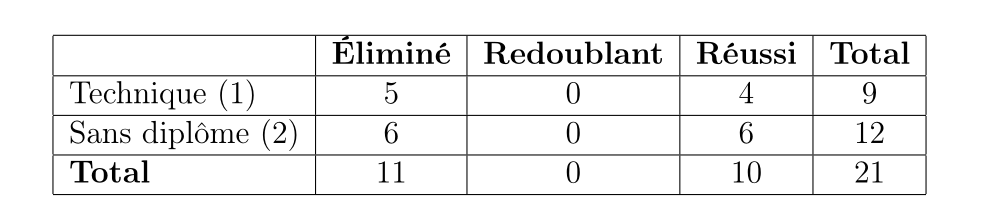 Éliminé Redoublant Réussi Total
Technique (1) 5 0 4 9
Sans diplôme (2) 6 0 6 12
Total 11 0 10 21